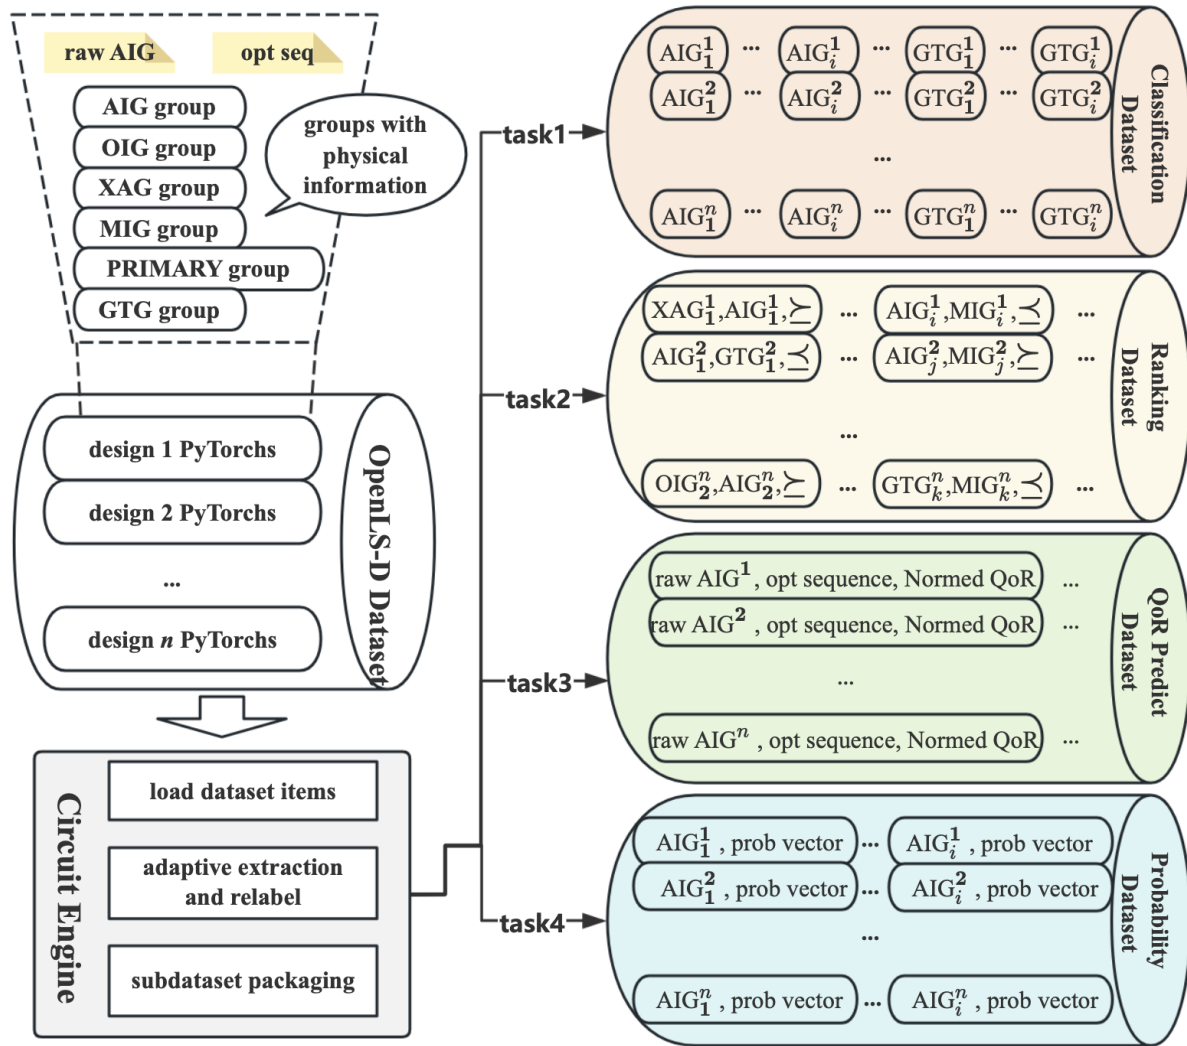 raw AIG
opt seq
AIG group
OIG group
XAG group
MIG group
PRIMARY group
GTG group
groups with
physical
information
design 1 PyTorchs
design 2 PyTorchs
...
design n PyTorchs
OpenLS-D Dataset
Circuit Engine
load dataset items
adaptive extraction
and relabel
subdataset packaging
task1
task2
task3
task4
AIG₁¹ ... AIGᵢ¹ ... GTG₁¹ ... GTGᵢ¹
AIG₁² ... AIGᵢ² ... GTG₁² ... GTGᵢ²
...
AIG₁ⁿ ... AIGᵢⁿ ... GTG₁ⁿ ... GTGᵢⁿ
Classification
Dataset
XAG₁¹,AIG₁¹,⪰ ... AIGᵢ¹,MIGᵢ¹,⪯ ...
AIG₁²,GTG₁²,⪯ ... AIGⱼ²,MIGⱼ²,⪰ ...
...
OIG₂ⁿ,AIG₂ⁿ,⪰ ... GTGₖⁿ,MIGₖⁿ,⪯ ...
Ranking
Dataset
raw AIG¹, opt sequence, Normed QoR ...
raw AIG² , opt sequence, Normed QoR ...
...
raw AIGⁿ , opt sequence, Normed QoR ...
QoR Predict
Dataset
AIG₁¹ , prob vector ... AIGᵢ¹ , prob vector
AIG₁² , prob vector ... AIGᵢ² , prob vector
...
AIG₁ⁿ , prob vector ... AIGᵢⁿ , prob vector
Probability
Dataset